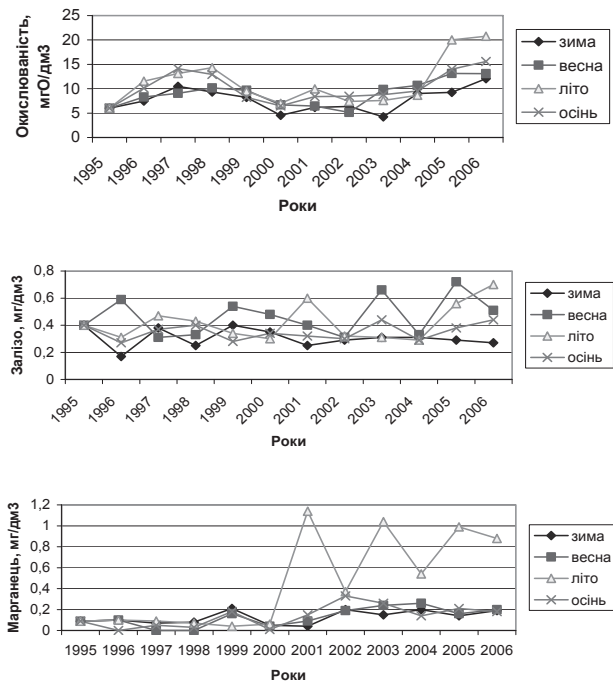 Окислюваність,
мгО/дм3
25
20
15
10
5
0
1995
1996
1997
1998
1999
2000
2001
2002
2003
2004
2005
2006
Роки
зима
весна
літо
осінь
Залізо, мг/дм3
0,8
0,6
0,4
0,2
0
1995
1996
1997
1998
1999
2000
2001
2002
2003
2004
2005
2006
Роки
зима
весна
літо
осінь
Марганець, мг/дм3
1,2
1
0,8
0,6
0,4
0,2
0
1995 1996 1997 1998 1999 2000 2001 2002 2003 2004 2005 2006
Роки
зима
весна
літо
осінь